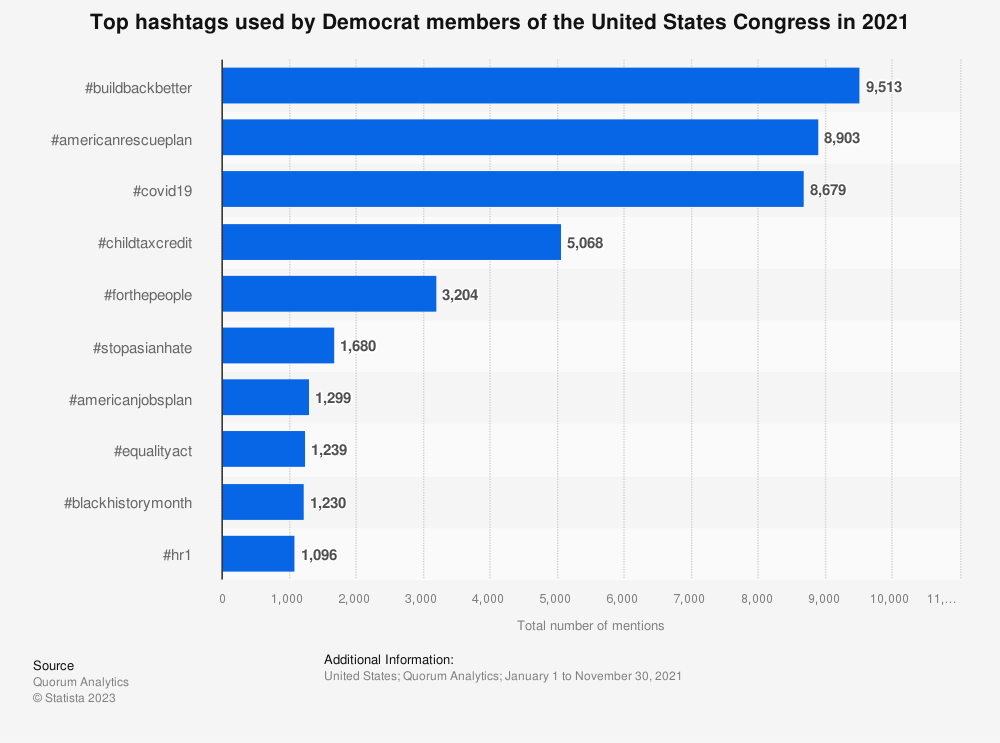 Top hashtags used by Democrat members of the United States Congress in 2021
#buildbackbetter 9,513
#americanrescueplan 8,903
#covid19 8,679
#childtaxcredit 5,068
#forthepeople 3,204
#stopasianhate 1,680
#americanjobsplan 1,299
#equalityact 1,239
#blackhistorymonth 1,230
#hr1 1,096
0 1,000 2,000 3,000 4,000 5,000 6,000 7,000 8,000 9,000 10,000 11,...
Total number of mentions
Source
Quorum Analytics
© Statista 2023
Additional Information:
United States; Quorum Analytics; January 1 to November 30, 2021